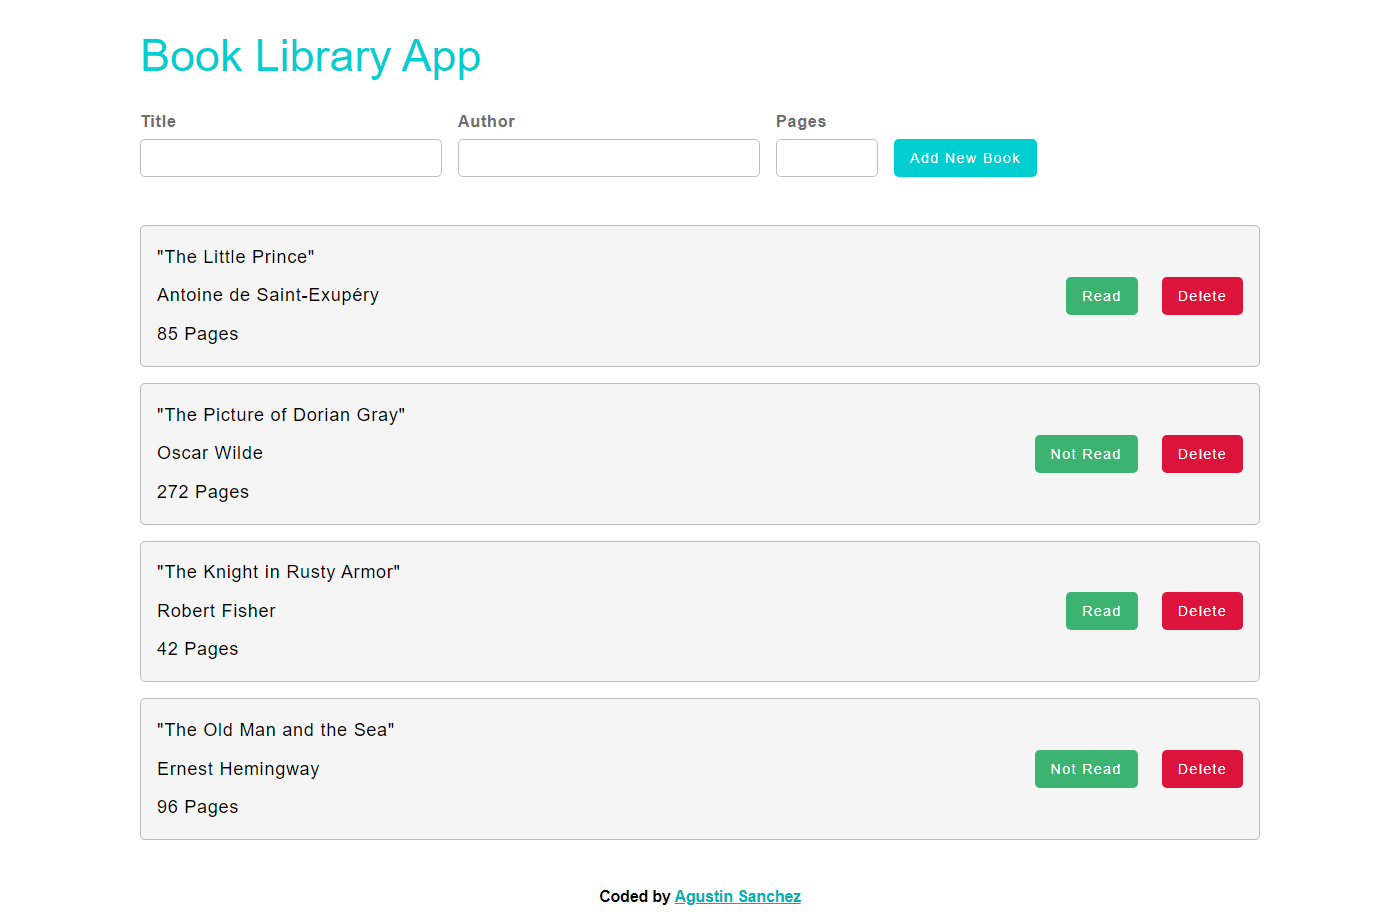 Book Library App
Title Author Pages
Add New Book
"The Little Prince"
Antoine de Saint-Exupéry
Read Delete
85 Pages
"The Picture of Dorian Gray"
Oscar Wilde
Not Read Delete
272 Pages
"The Knight in Rusty Armor"
Robert Fisher
Read Delete
42 Pages
"The Old Man and the Sea"
Ernest Hemingway
Not Read Delete
96 Pages
Coded by Agustin Sanchez